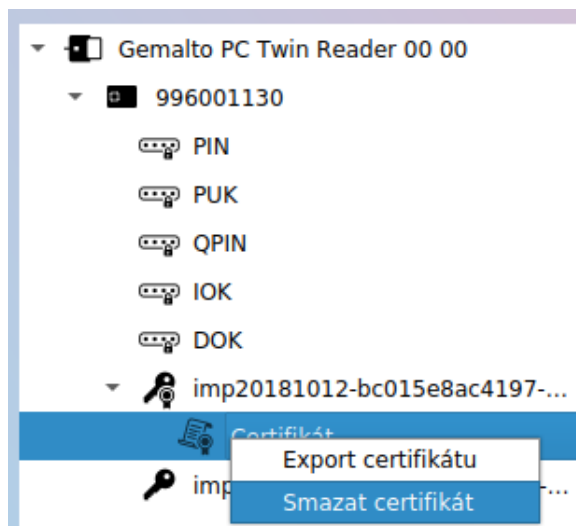 Gemalto PC Twin Reader 00 00
996001130
PIN
PUK
QPIN
IOK
DOK
imp20181012-bc015e8ac4197-...
Certifikát
Export certifikátu
imp
-...
Smazat certifikát